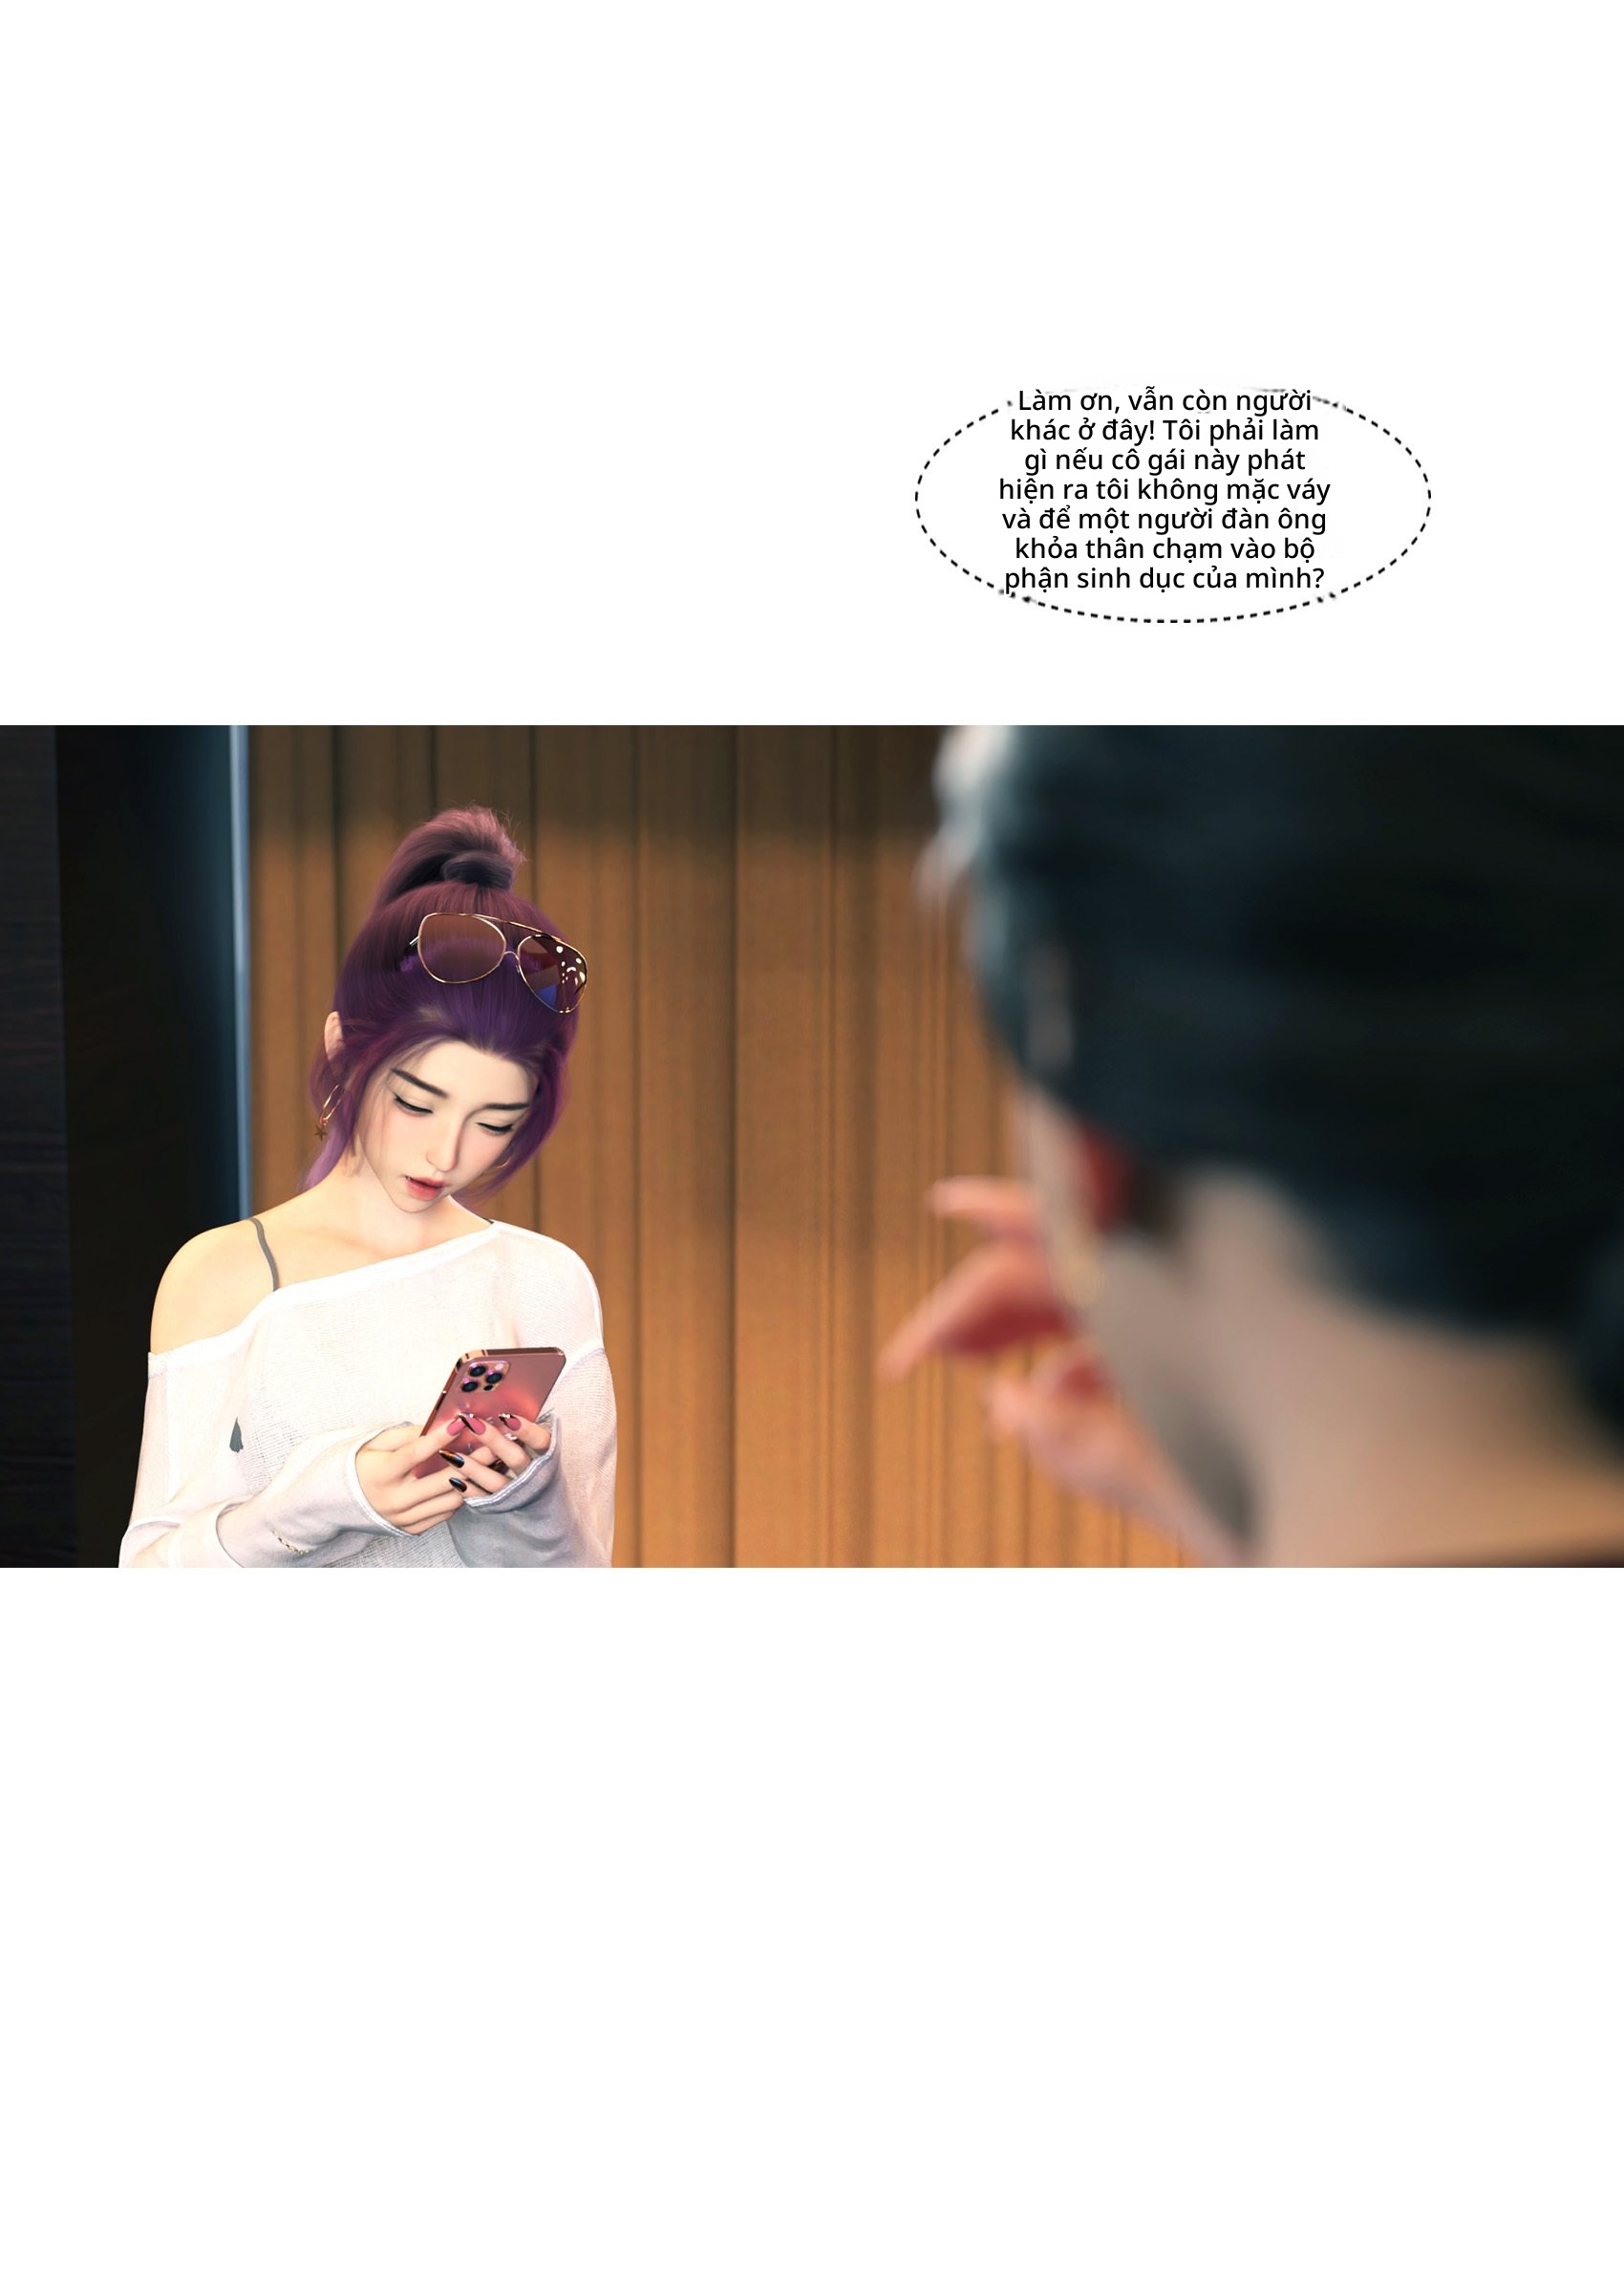 Làm ơn, vẫn còn người
khác ở đây! Tôi phải làm
gì nếu cô gái này phát
hiện ra tôi không mặc váy
và để một người đàn ông
khỏa thân chạm vào bộ
phận sinh dục của mình?